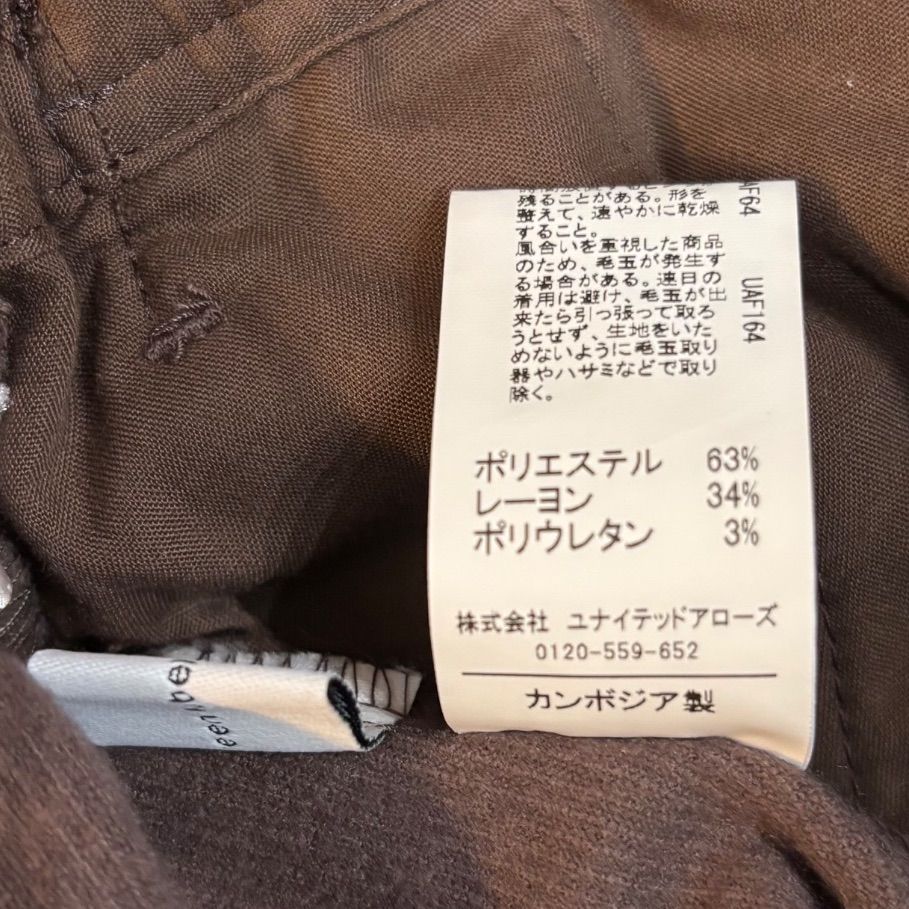 残ることがある。形を
整えて、速やかに乾燥
すること。
風合いを重視した商品
のため、毛玉が発生す
る場合がある。連日の
着用は避け、毛玉が出
来たら引っ張って取ろ
うとせず、生地をいた
めないように毛玉取り
器やハサミなどで取り
除く。
UAF164
ポリエステル 63%
レーヨン 34%
ポリウレタン 3%
株式会社 ユナイテッドアローズ
0120-559-652
カンボジア製